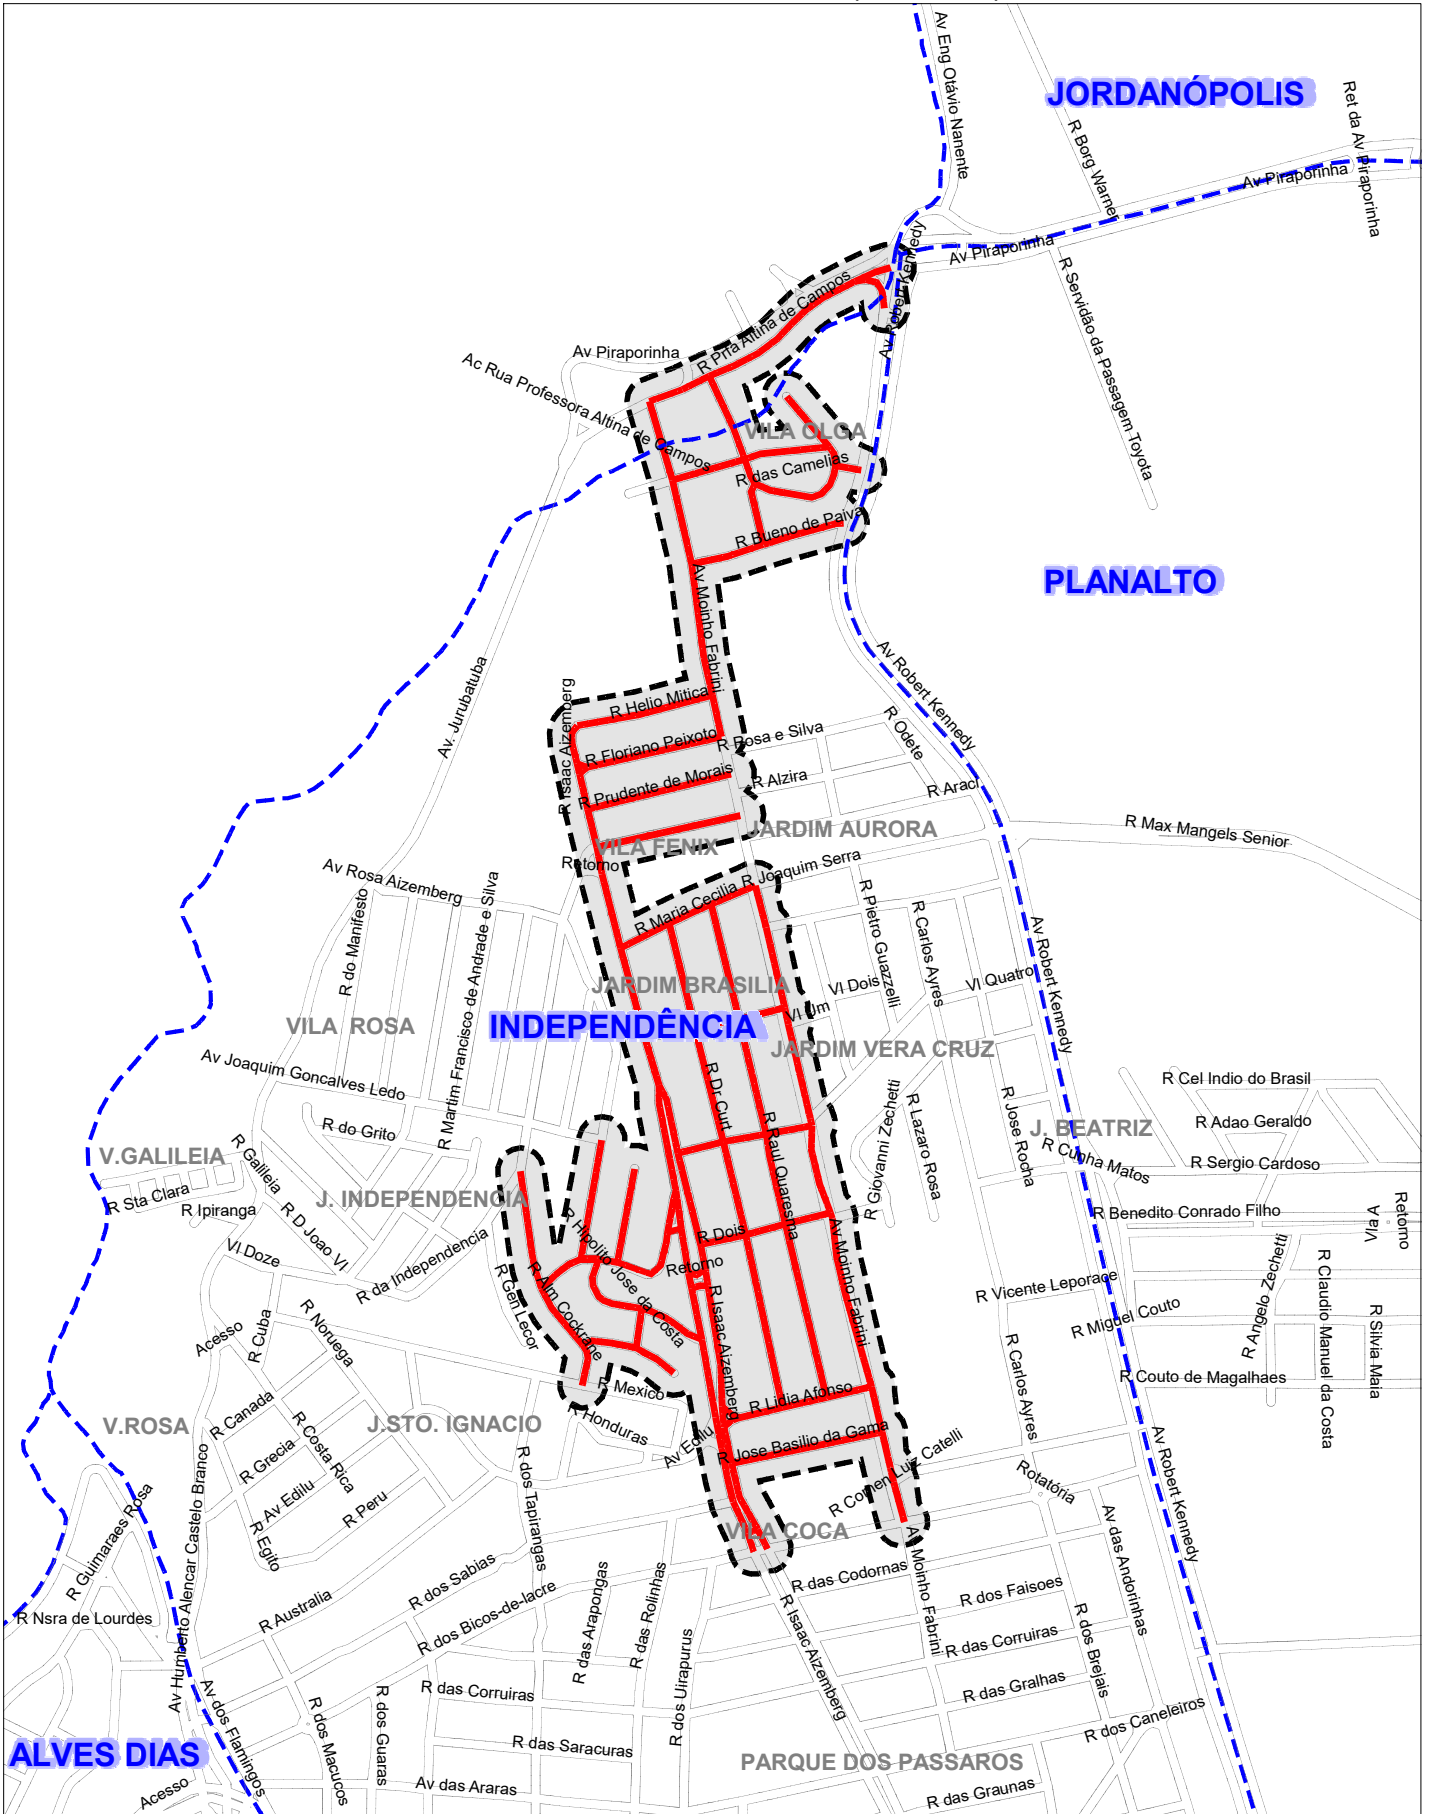 Av Eng Otávio Nanente
JORDANÓPOLIS
R Borg Warner
Ret da Av Piraporinha
Av Piraporinha
Av Piraporinha
Av Robert Kennedy
R Servidão da Passagem Toyota
R Prfa Altina de Campos
Av Piraporinha
Ac Rua Professora Altina de Campos
VILA OLGA
R das Camelias
R Bueno de Paiva
Av Moinho Fabrini
PLANALTO
Av. Jurubatuba
R Isaac Aizemberg
R Helio Mitica
R Floriano Peixoto
R Rosa e Silva
R Odete
Av Robert Kennedy
R Prudente de Morais
R Alzira
R Araci
VILA FENIX
JARDIM AURORA
R Max Mangels Senior
Retorno
R Joaquim Serra
Av Rosa Aizemberg
R Maria Cecilia
R do Manifesto
R Martim Francisco de Andrade e Silva
R Pietro Guazzelli
R Carlos Ayres
Av Robert Kennedy
JARDIM BRASILIA
VI Dois
VI Quatro
VI Um
VILA ROSA
INDEPENDÊNCIA
JARDIM VERA CRUZ
Av Joaquim Goncalves Ledo
R Dr Curt
R Raul Quaresma
R Giovanni Zechetti
R Lazaro Rosa
R Jose Rocha
R Cel Indio do Brasil
R Adao Geraldo
J. BEATRIZ
R Cunha Matos
R Sergio Cardoso
R do Grito
V.GALILEIA
R Galileia
R Sta Clara
R Ipiranga
R D Joao VI
J. INDEPENDENCIA
R Benedito Conrado Filho
VIaA
Retorno
R Hipolito Jose da Costa
R Dois
Retorno
Av Moinho Fabrini
VI Doze
R da Independencia
R Gen Lecor
R Alm Cockrane
R Isaac Aizemberg
R Vicente Leporace
R Angelo Zechetti
R Claudio Manuel da Costa
R Silvia Maia
R Miguel Couto
Acesso
R Cuba
R Noruega
R Carlos Ayres
R Couto de Magalhaes
R Mexico
R Lidia Afonso
V.ROSA
R Canada
R Costa Rica
J.STO. IGNACIO
R Honduras
Av Edilu
R Jose Basilio da Gama
R Comen Luiz Catelli
Av Robert Kennedy
R Grecia
Av Edilu
R Peru
R Egito
R dos Tapirangas
Rotatória
R Guimaraes Rosa
Av Humberto Alencar Castelo Branco
VILA COCA
Av Moinho Fabrini
Av das Andorinhas
R Nsra de Lourdes
R Australia
R dos Sabias
R dos Bicos-de-lacre
R das Arapongas
R das Rolinhas
R dos Uirapurus
R das Codornas
R Isaac Aizemberg
R dos Faisoes
R das Corruiras
R dos Brejais
R das Gralhas
R dos Caneleiros
Av dos Flamingos
R dos Macucos
R dos Guaras
R das Corruiras
R das Saracuras
ALVES DIAS
PARQUE DOS PASSAROS
Acesso
Av das Araras
R das Graunas